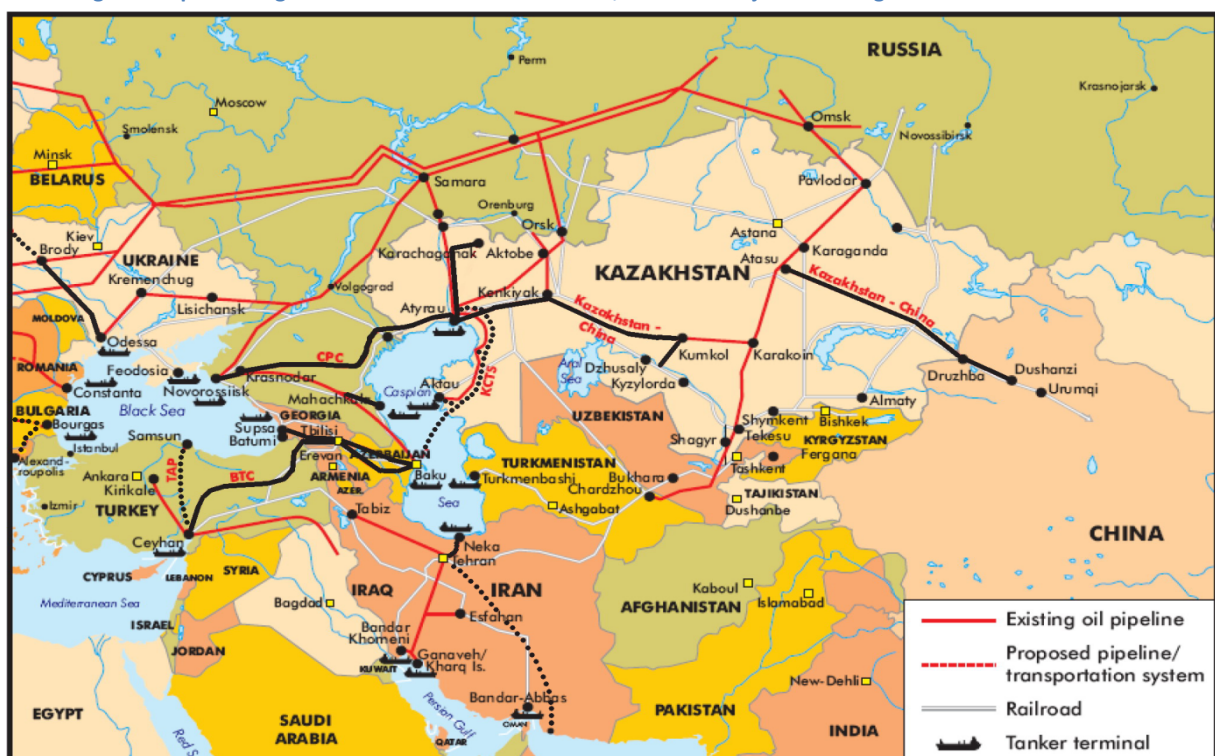 RUSSIA
Perm
Krasnojarsk
Moscow
Omsk
Smolensk
Novossibirsk
Minsk
BELARUS
Samara
Pavlodar
Orenburg
Orsk
Kiev
Astana
Brody
UKRAINE
Karachaganak
Aktobe
Karaganda
Kremenchug
KAZAKHSTAN
Atasu
Volgograd
Lisichansk
Atyrau
Kenkiyak
Kazakhstan - China
Kazakhstan - China
MOLDOVA
Odessa
CPC
Kumkol
Karakoin
ROMANIA
Feodosia
Krasnodar
Aral Sea
Dzhusaly
Druzhba
Dushanzi
Constanta
Novorossiisk
Mahachkala
Caspian
Aktau
KCTS
Kyzylorda
Urumqi
Almaty
BULGARIA
Black Sea
GEORGIA
UZBEKISTAN
Shymkent
Bishkek
Bourgas
Supsa
Tbilisi
Tekesu
KYRGYZSTAN
Samsun
Batumi
Shagyr
Fergana
Istanbul
Erevan
AZERBAIJAN
TURKMENISTAN
Alexand-
roupolis
TAP
BTC
ARMENIA
Baku
Turkmenbashi
Bukhara
Tashkent
Ankara
Kirikale
AZER.
Chardzhou
TAJIKISTAN
Izmir
TURKEY
Tabiz
Sea
Ashgabat
Dushanbe
CHINA
Ceyhan
Neka
Tehran
CYPRUS
LEBANON
SYRIA
IRAQ
IRAN
Kaboul
Mediterranean Sea
Bagdad
AFGHANISTAN
Islamabad
ISRAEL
Esfahan
Bandar
Khomeni
JORDAN
KUWAIT
Ganaveh/
Kharq Is.
New-Dehli
Bandar-Abbas
EGYPT
SAUDI
ARABIA
Persian Gulf
OMAN
PAKISTAN
INDIA
QATAR
Existing oil pipeline
Proposed pipeline/
transportation system
Railroad
Tanker terminal